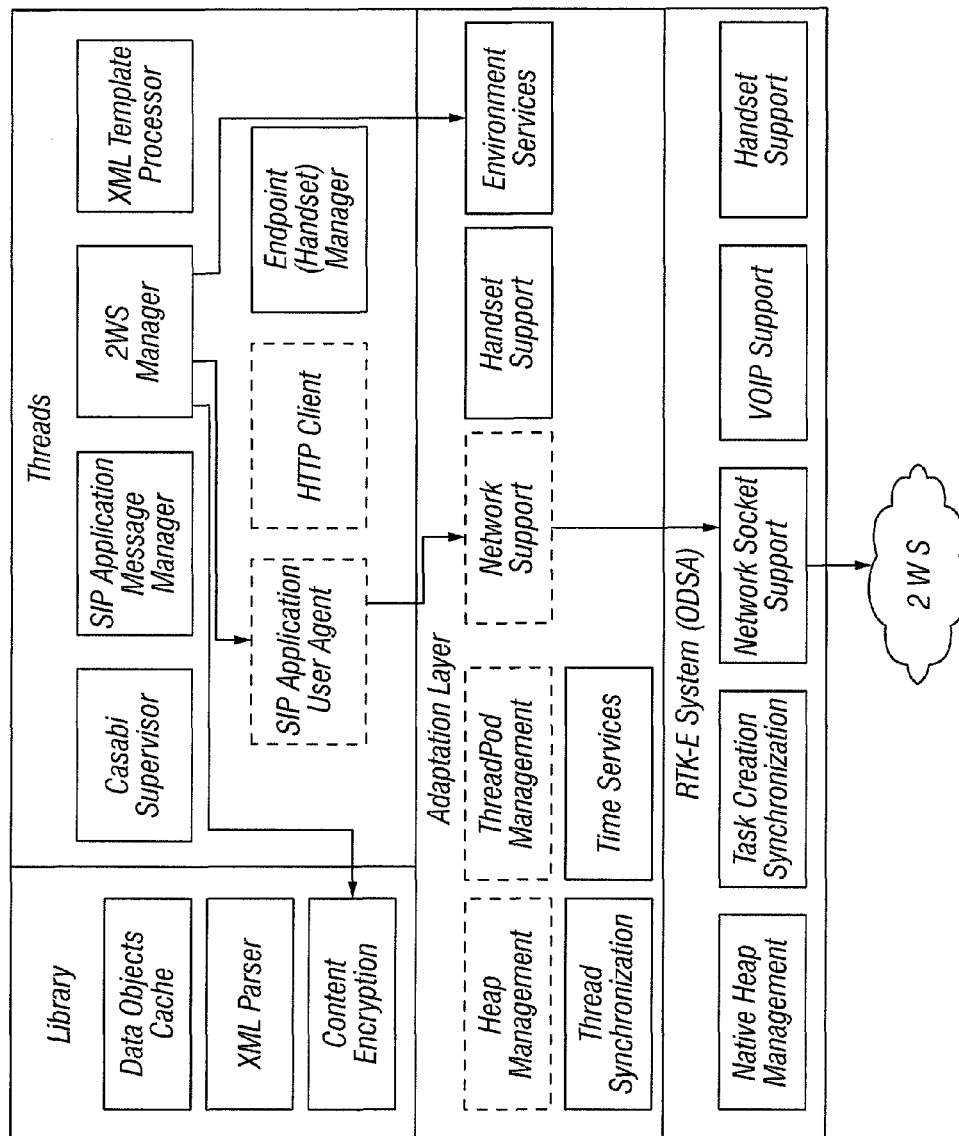 Library
Data Objects
Cache
XML Parser
Content
Encryption
Threads
Casabi
Supervisor
SIP Application
Message
Manager
2WS
Manager
XML Template
Processor
SIP Application
User Agent
HTTP Client
Endpoint
(Handset)
Manager
Adaptation Layer
Heap
Management
ThreadPod
Management
Network
Support
Handset
Support
Environment
Services
Thread
Synchronization
Time Services
RTK-E System (ODSA)
Native Heap
Management
Task Creation
Synchronization
Network Socket
Support
VOIP Support
Handset
Support
2 W S